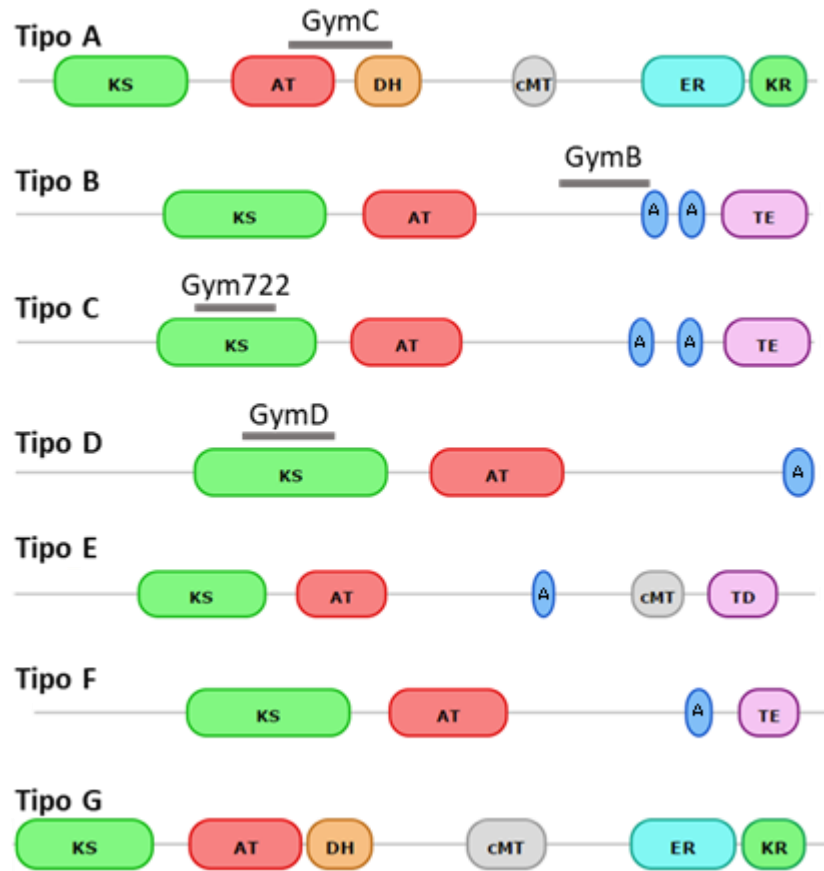 GymC
Tipo A
KS AT DH cMT ER KR
GymB
Tipo B
KS AT A A TE
Gym722
Tipo C
KS AT A A TE
GymD
Tipo D
KS AT A
Tipo E
KS AT A cMT TD
Tipo F
KS AT A TE
Tipo G
KS AT DH cMT ER KR